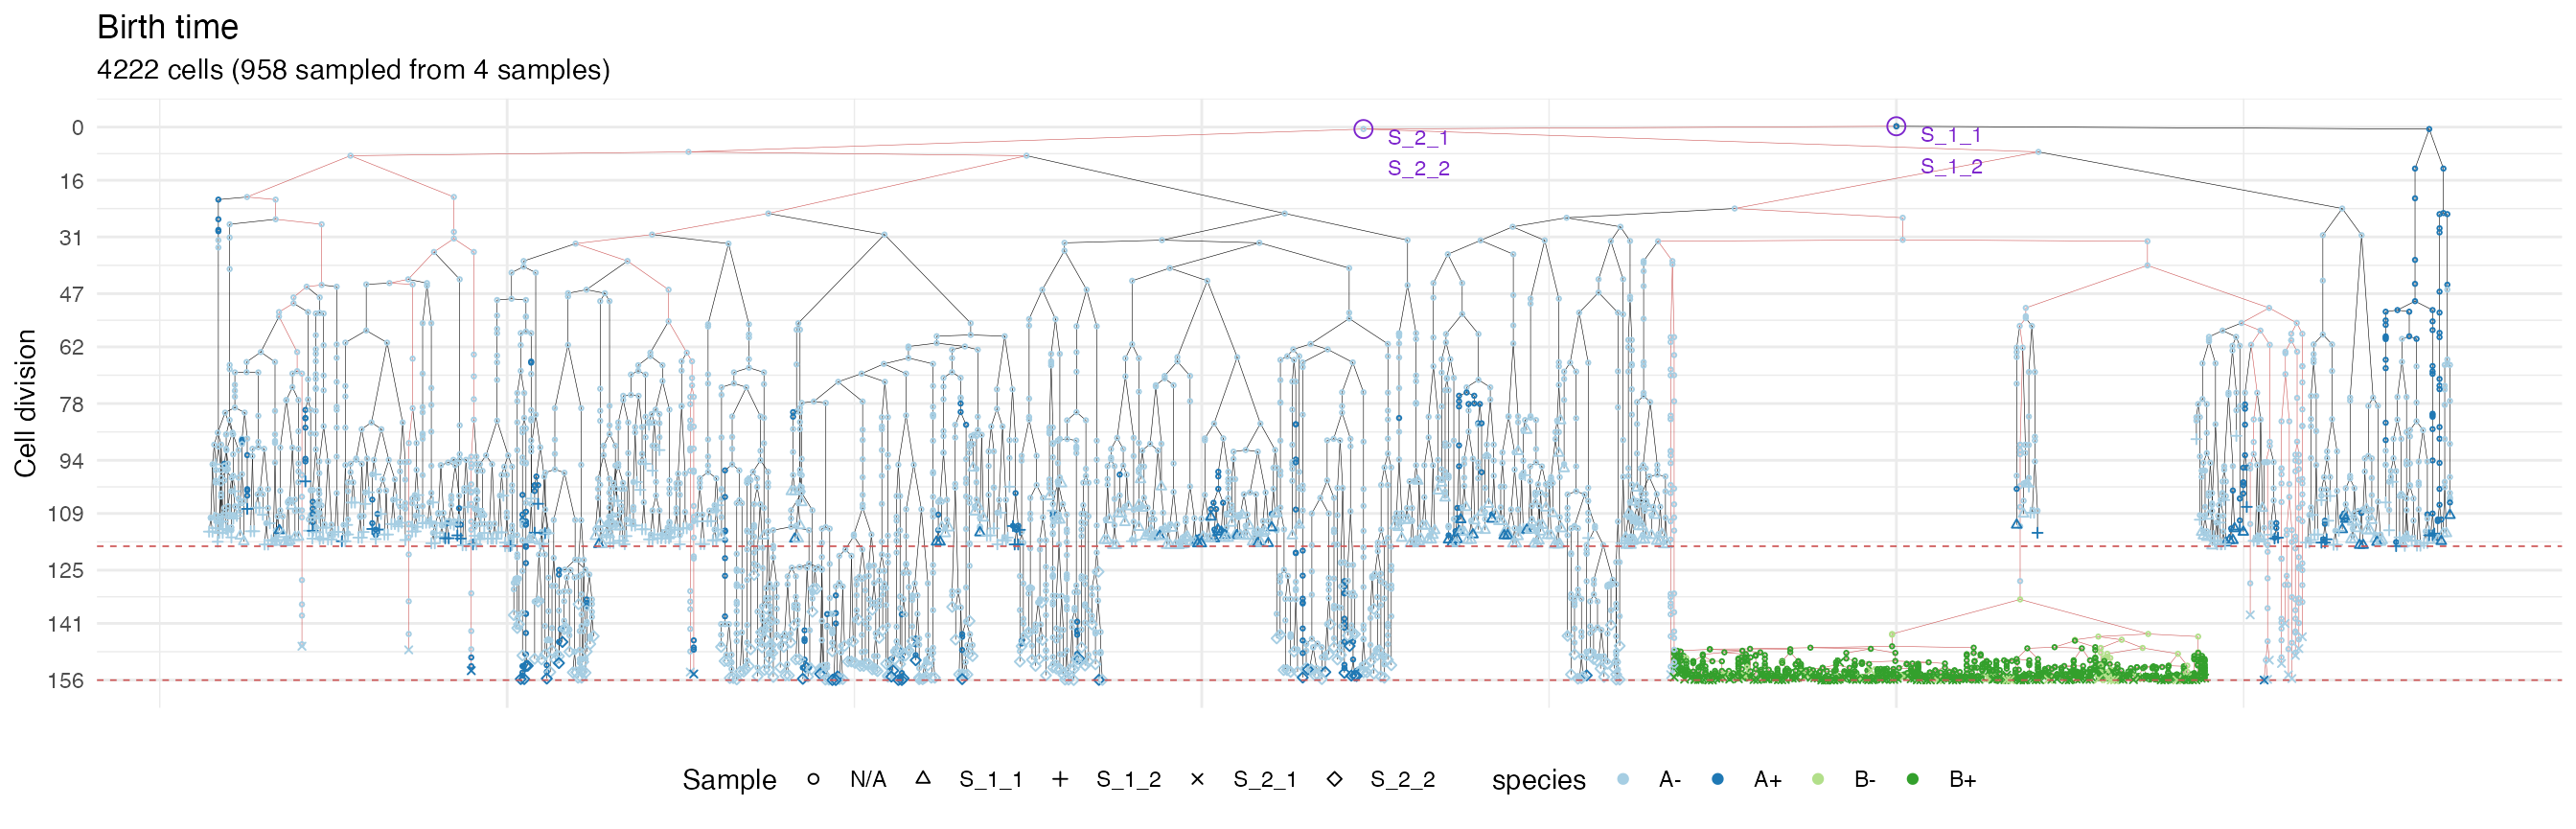 Birth time
4222 cells (958 sampled from 4 samples)
Cell division
0
16
31
47
62
78
94
109
125
141
156
S_2_1
S_2_2
S_1_1
S_1_2
Sample N/A S_1_1 S_1_2 S_2_1 S_2_2 species A- A+ B- B+